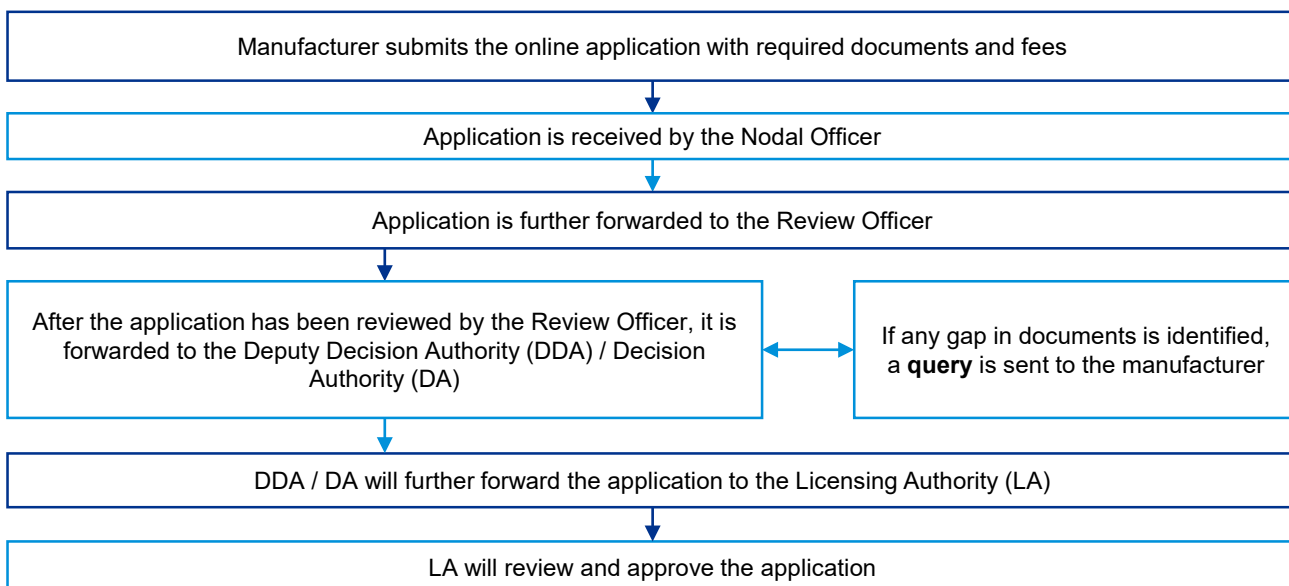 Manufacturer submits the online application with required documents and fees
Application is received by the Nodal Officer
Application is further forwarded to the Review Officer
After the application has been reviewed by the Review Officer, it is
forwarded to the Deputy Decision Authority (DDA) / Decision
Authority (DA)
If any gap in documents is identified,
a query is sent to the manufacturer
DDA / DA will further forward the application to the Licensing Authority (LA)
LA will review and approve the application